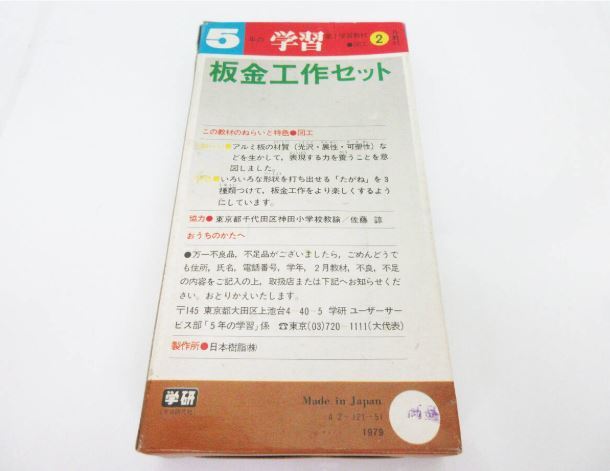 5年の学習 2月教材
●図工
板金工作セット
この教材のねらいと特色●図工
アルミ板の材質(光沢・展性・可塑性)な
どを生かして，表現する力を養うことを意
図しました。
●いろいろな形状を打ち出せる「たがね」を3
種類つけて，板金工作をより楽しくするよう
にしています。
協力●東京都千代田区神田小学校教諭／佐藤 諒
おうちのかたへ
●万一不良品，不足品がございましたら，ごめんどうで
も住所，氏名，電話番号，学年，2月教材，不良，不足
の内容をご記入の上，取扱店または下記へお知らせくだ
さい。おとりかえいたします。
〒145 東京都大田区上池台4-40-5 学研 ユーザーサー
ビス部「5年の学習」係 ☎東京(03)720-1111(大代表)
製作所●日本樹脂㈱
学研
Made in Japan
1979